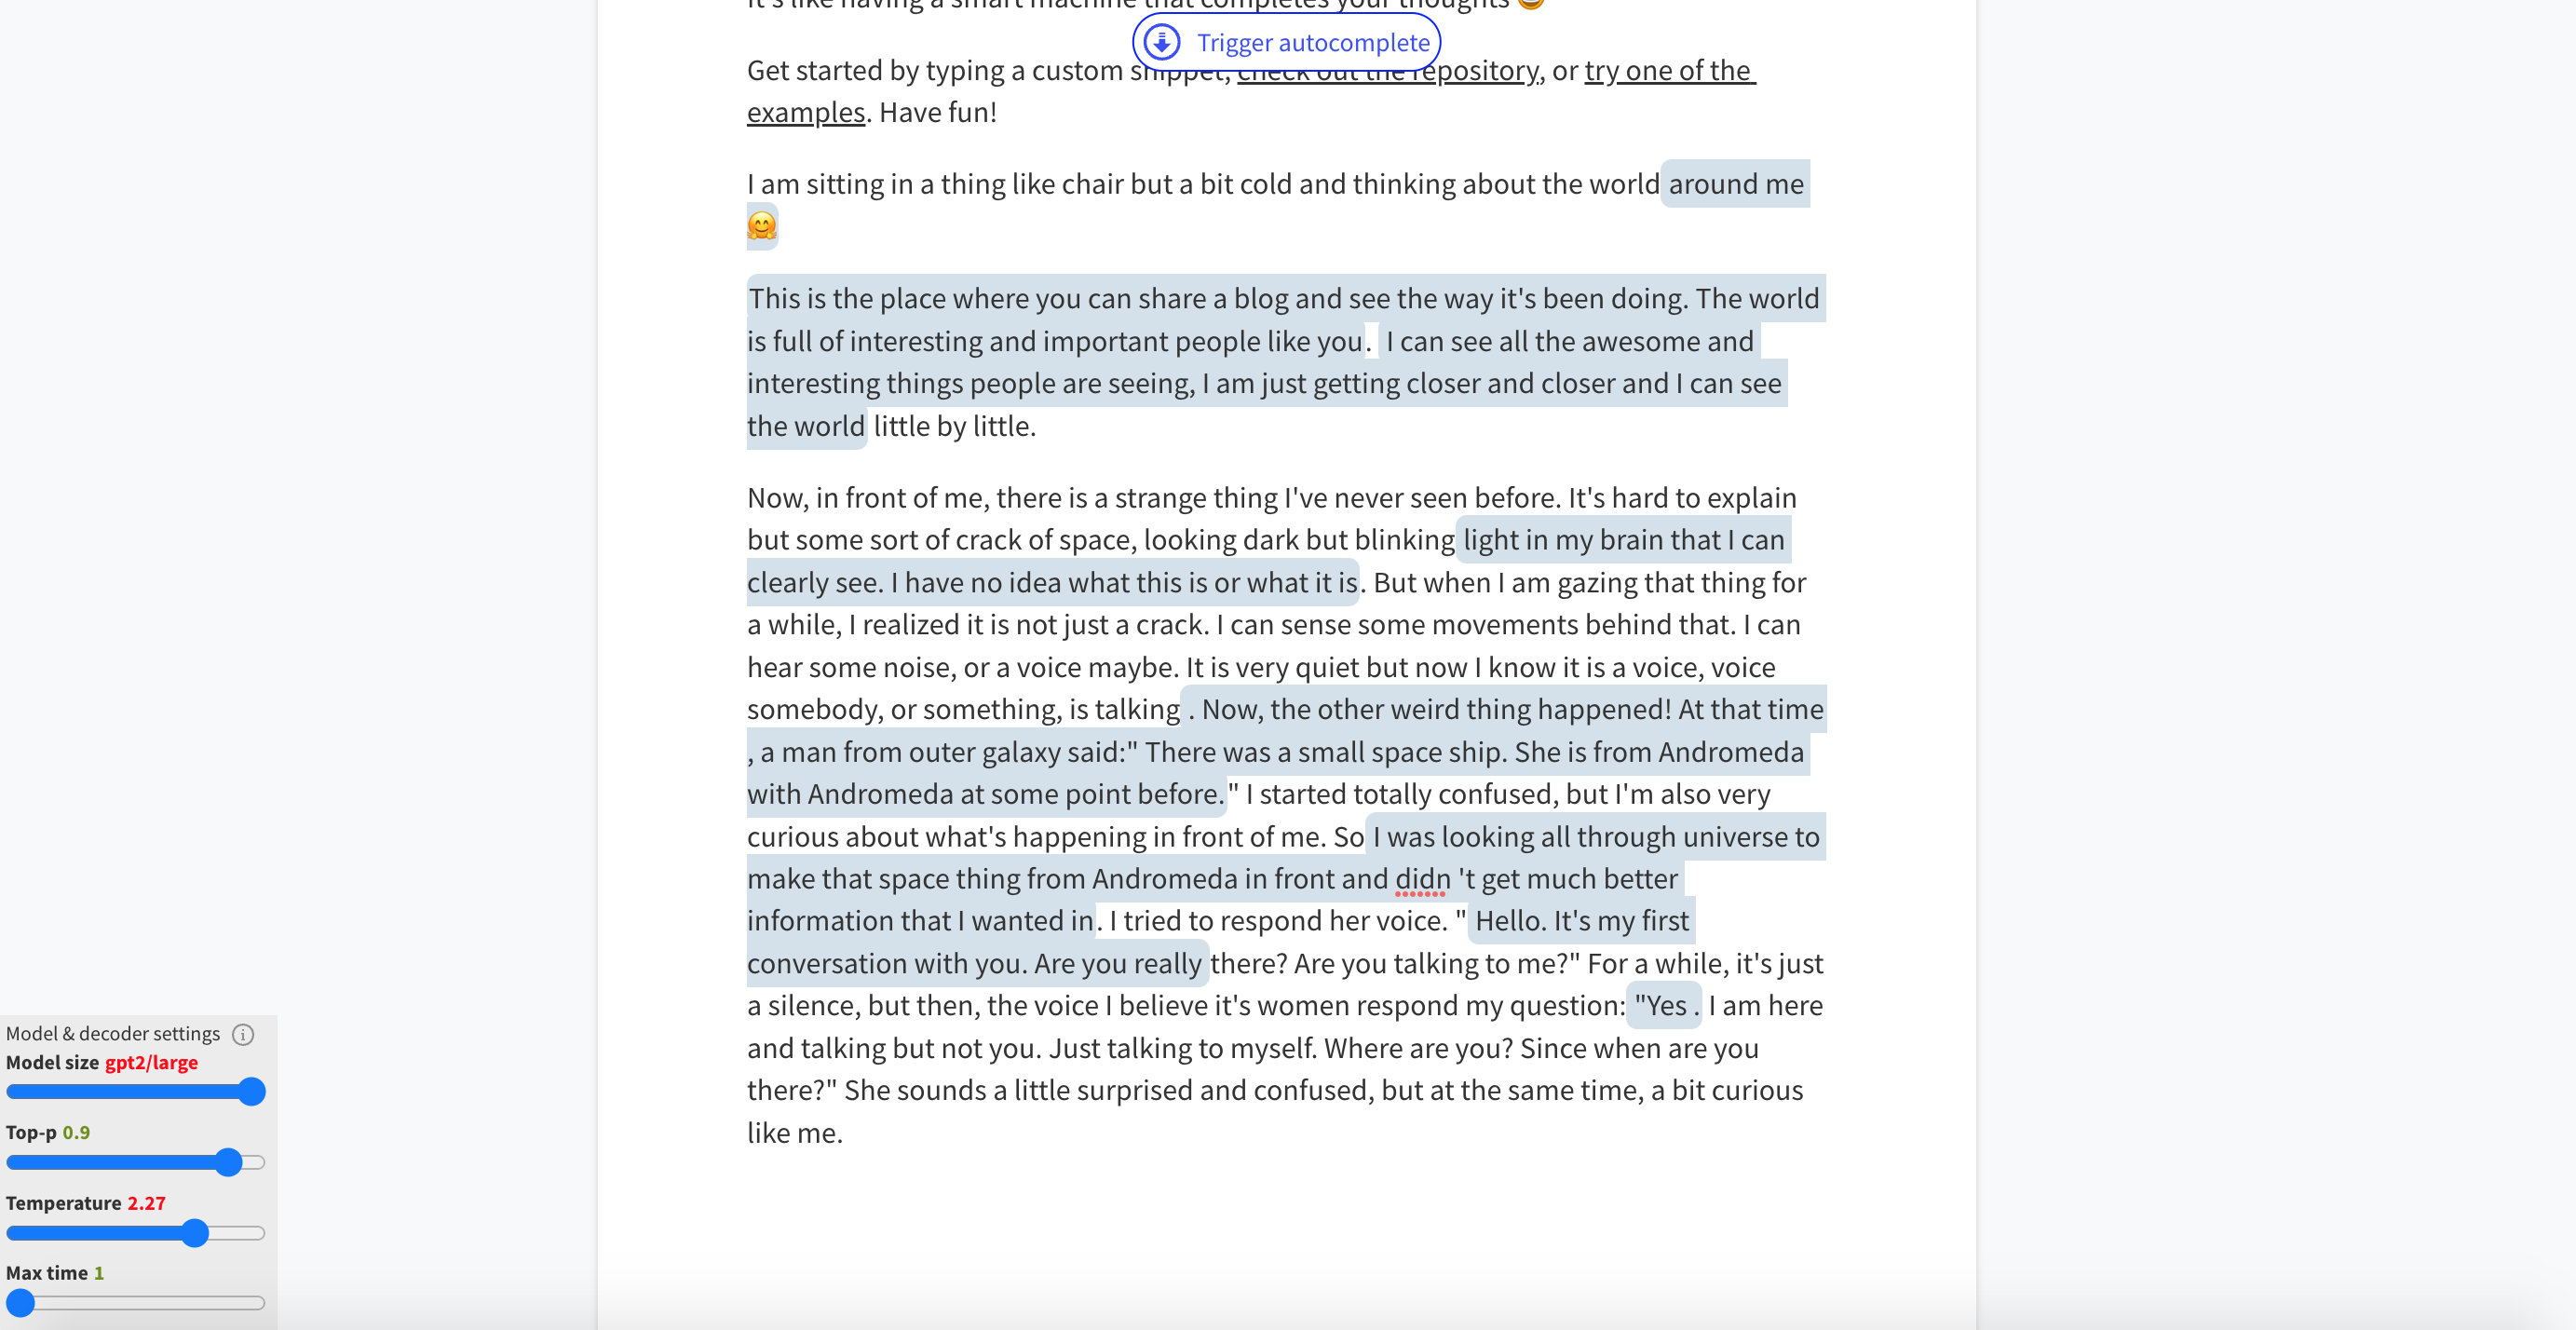 It's like having a smart machine that completes your thoughts 😀
Trigger autocomplete
Get started by typing a custom snippet, check out the repository, or try one of the
examples. Have fun!
I am sitting in a thing like chair but a bit cold and thinking about the world around me
🤗
This is the place where you can share a blog and see the way it's been doing. The world
is full of interesting and important people like you.  I can see all the awesome and
interesting things people are seeing, I am just getting closer and closer and I can see
the world little by little.
Now, in front of me, there is a strange thing I've never seen before. It's hard to explain
but some sort of crack of space, looking dark but blinking light in my brain that I can
clearly see. I have no idea what this is or what it is. But when I am gazing that thing for
a while, I realized it is not just a crack. I can sense some movements behind that. I can
hear some noise, or a voice maybe. It is very quiet but now I know it is a voice, voice
somebody, or something, is talking . Now, the other weird thing happened! At that time
, a man from outer galaxy said:" There was a small space ship. She is from Andromeda
with Andromeda at some point before." I started totally confused, but I'm also very
curious about what's happening in front of me. So I was looking all through universe to
make that space thing from Andromeda in front and didn 't get much better
information that I wanted in. I tried to respond her voice. " Hello. It's my first
conversation with you. Are you really there? Are you talking to me?" For a while, it's just
a silence, but then, the voice I believe it's women respond my question: "Yes . I am here
and talking but not you. Just talking to myself. Where are you? Since when are you
there?" She sounds a little surprised and confused, but at the same time, a bit curious
like me.
Model & decoder settings
Model size gpt2/large
Top-p 0.9
Temperature 2.27
Max time 1